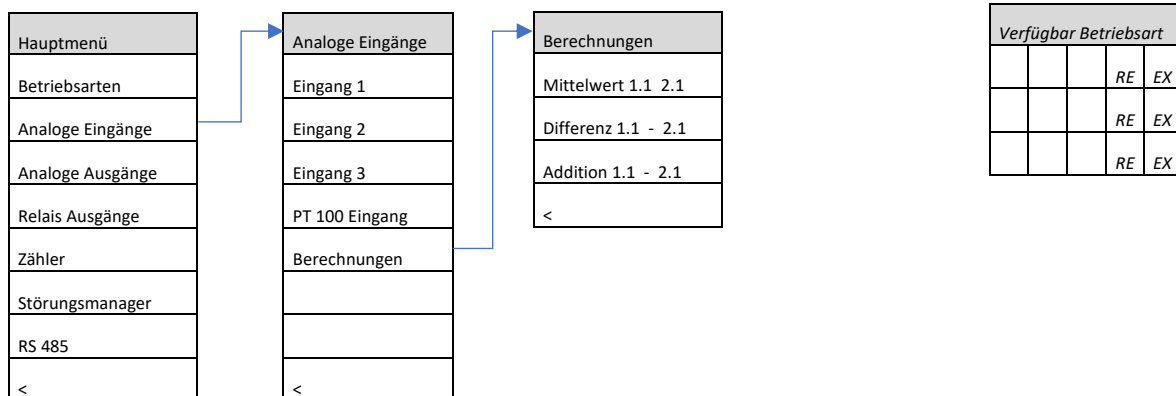 Hauptmenü
Betriebsarten
Analoge Eingänge
Analoge Ausgänge
Relais Ausgänge
Zähler
Störungsmanager
RS 485
<
Analoge Eingänge
Eingang 1
Eingang 2
Eingang 3
PT 100 Eingang
Berechnungen
<
Berechnungen
Mittelwert 1.1 2.1
Differenz 1.1 - 2.1
Addition 1.1 - 2.1
<
Verfügbar Betriebsart
RE EX
RE EX
RE EX